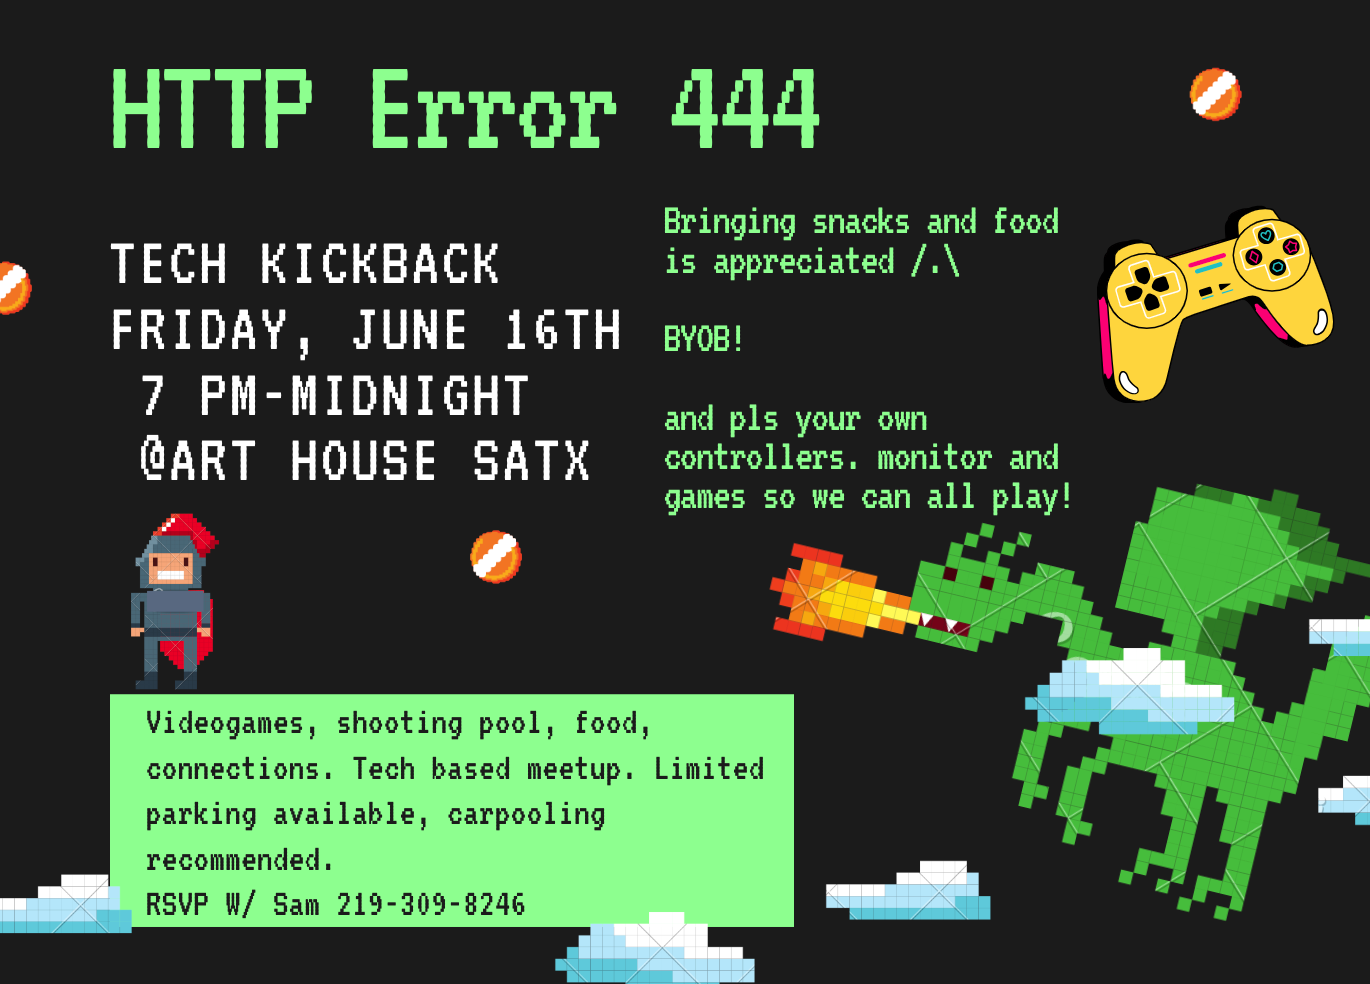 HTTP Error 444
TECH KICKBACK
FRIDAY, JUNE 16TH
7 PM-MIDNIGHT
@ART HOUSE SATX
Bringing snacks and food
is appreciated /.\
BYOB!
and pls your own
controllers. monitor and
games so we can all play!
Videogames, shooting pool, food,
connections. Tech based meetup. Limited
parking available, carpooling
recommended.
RSVP W/ Sam 219-309-8246